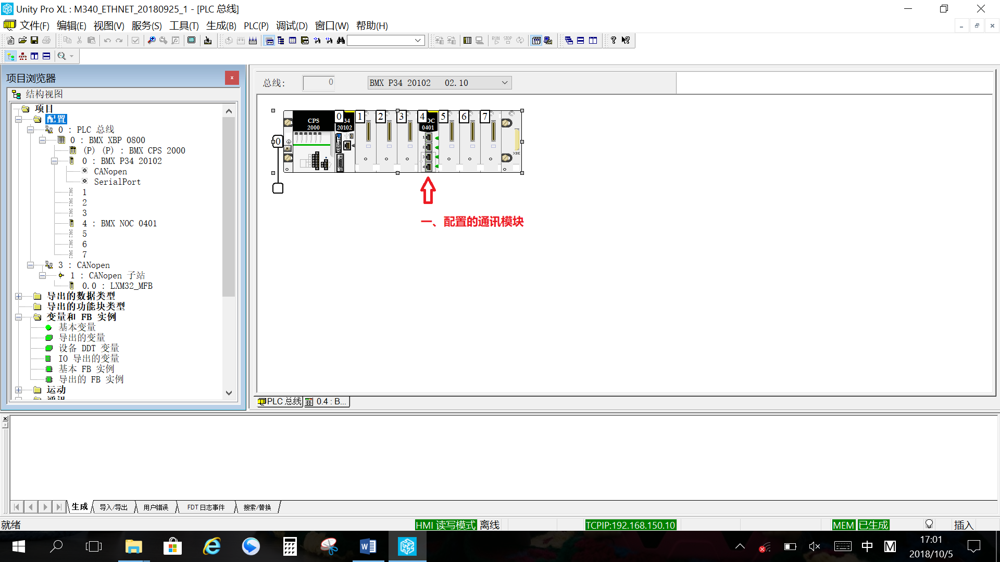 Unity Pro XL : M340_ETHNET_20180925_1 - [PLC 总线]
文件(F) 编辑(E) 视图(V) 服务(S) 工具(T) 生成(B) PLC(P) 调试(D) 窗口(W) 帮助(H)
RUN STOP
项目浏览器
结构视图
项目
配置
0 : PLC 总线
0 : BMX XBP 0800
(P) (P) : BMX CPS 2000
0 : BMX P34 20102
CANopen
SerialPort
1
2
3
4 : BMX NOC 0401
5
6
7
3 : CANopen
1 : CANopen 子站
0.0 : LXM32_MFB
导出的数据类型
导出的功能块类型
变量和 FB 实例
基本变量
导出的变量
设备 DDT 变量
IO 导出的变量
基本 FB 实例
导出的 FB 实例
运动
通讯
总线: 0 BMX P34 20102 02.10
0 1 2 3 4 5 6 7
CPS 34 OC
2000 20102 0401
0
1
2
3
4
XBE
一、配置的通讯模块
PLC 总线 0.4 : B...
生成 导入/导出 用户错误 FDT 日志事件 搜索/替换
就绪 HMI 读写模式 离线 TCPIP:192.168.150.10 MEM 已生成 插入
中 M 17:01
2018/10/5